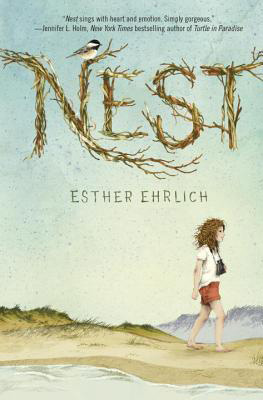 "Nest sings with heart and emotion. Simply gorgeous."
—Jennifer L. Holm, New York Times bestselling author of Turtle in Paradise
NEST
ESTHER EHRLICH